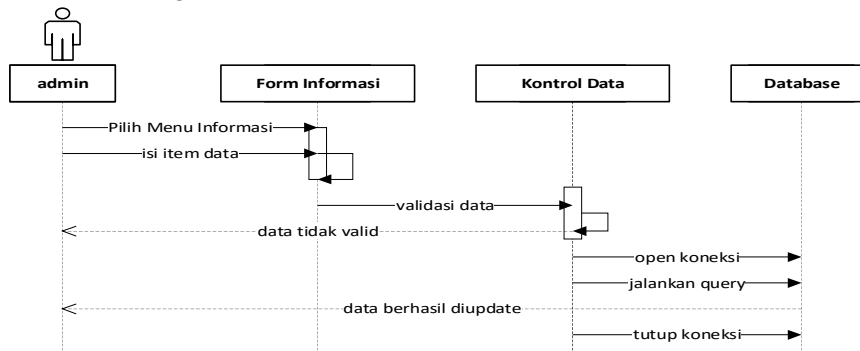 admin
Form Informasi
Kontrol Data
Database
Pilih Menu Informasi
isi item data
validasi data
data tidak valid
open koneksi
jalankan query
data berhasil diupdate
tutup koneksi